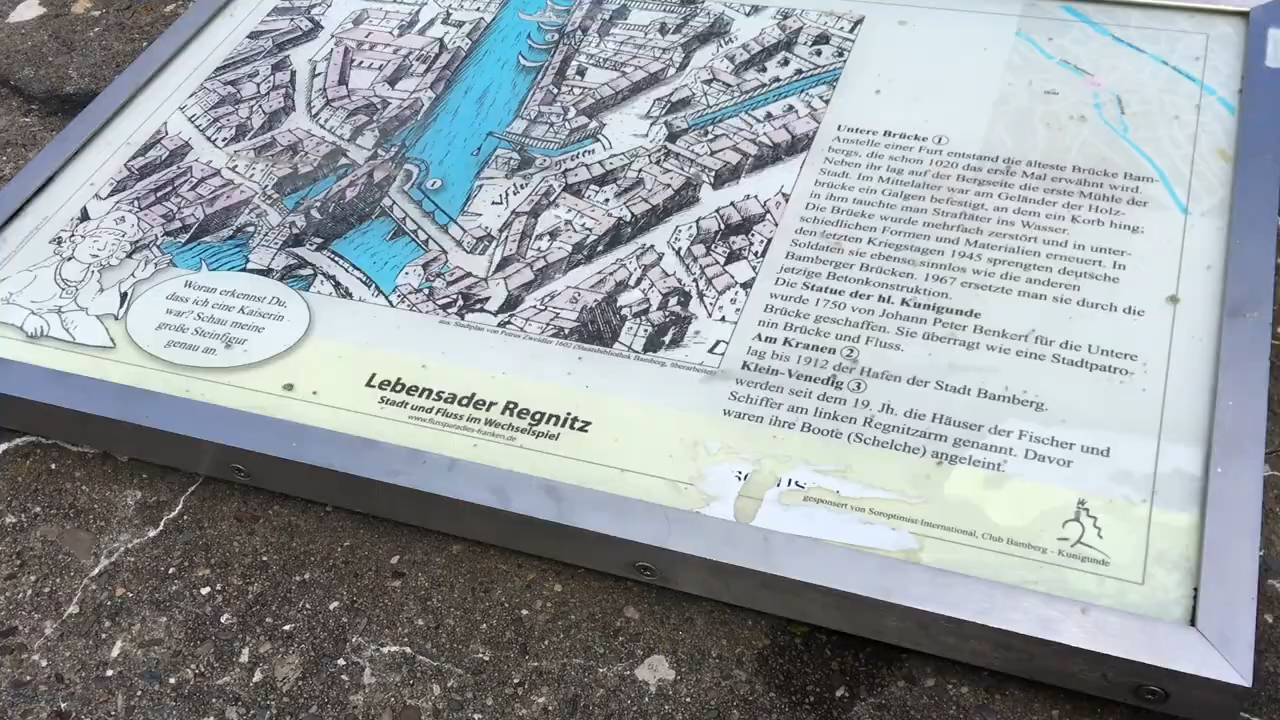 Untere Brücke ①
Anstelle einer Furt entstand die älteste Brücke Bam-
bergs, die schon 1020 das erste Mal erwähnt wird.
Neben ihr lag auf der Bergseite die erste Mühle der
Stadt. Im Mittelalter war am Geländer der Holz-
brücke ein Galgen befestigt, an dem ein Korb hing;
in ihm tauchte man Straftäter ins Wasser.
Die Brücke wurde mehrfach zerstört und in unter-
schiedlichen Formen und Materialien erneuert. In
den letzten Kriegstagen 1945 sprengten deutsche
Soldaten sie ebenso sinnlos wie die anderen
Bamberger Brücken. 1967 ersetzte man sie durch die
jetzige Betonkonstruktion.
Die Statue der hl. Kunigunde
wurde 1750 von Johann Peter Benkert für die Untere
Brücke geschaffen. Sie überragt wie eine Stadtpatro-
nin Brücke und Fluss.
Am Kranen ②
lag bis 1912 der Hafen der Stadt Bamberg.
Klein-Venedig ③
werden seit dem 19. Jh. die Häuser der Fischer und
Schiffer am linken Regnitzarm genannt. Davor
waren ihre Boote (Schelche) angeleint.
Woran erkennst Du,
dass ich eine Kaiserin
war? Schau meine
große Steinfigur
genau an.
aus: Stadtplan von Petrus Zweidler 1602 (Staatsbibliothek Bamberg, überarbeitet)
Lebensader Regnitz
Stadt und Fluss im Wechselspiel
www.flussparadies-franken.de
gesponsert von Soroptimist International, Club Bamberg - Kunigunde